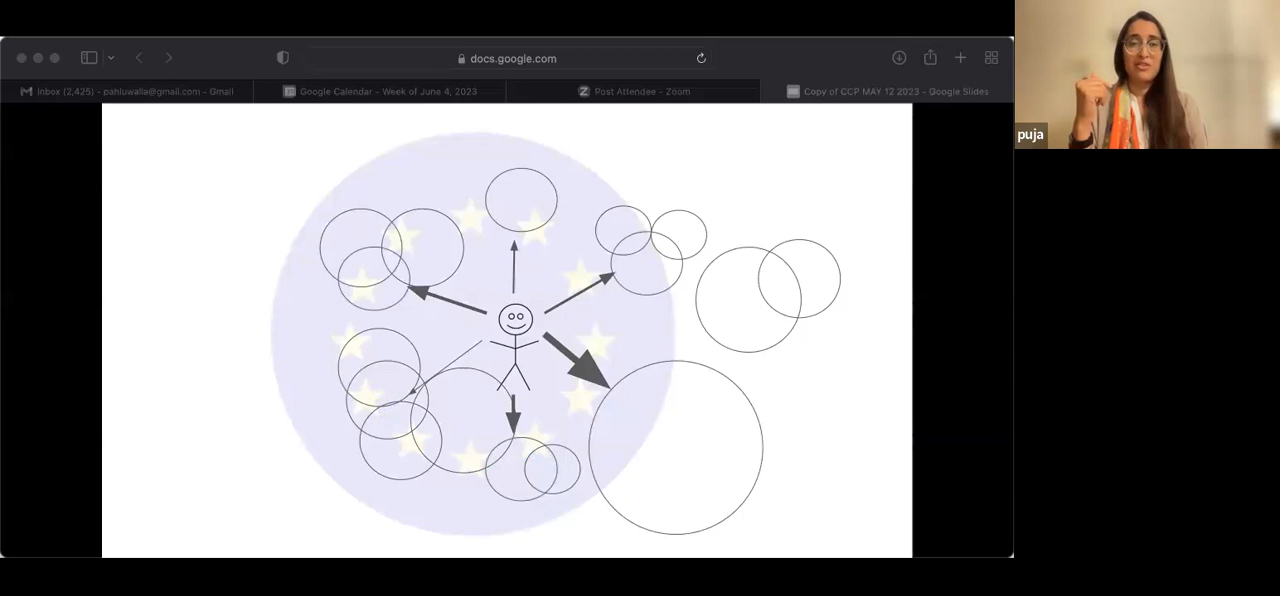 docs.google.com
Inbox (2,425) - pahluwalia@gmail.com - Gmail
Google Calendar - Week of June 4, 2023
Post Attendee - Zoom
Copy of CCP MAY 12 2023 - Google Slides
puja